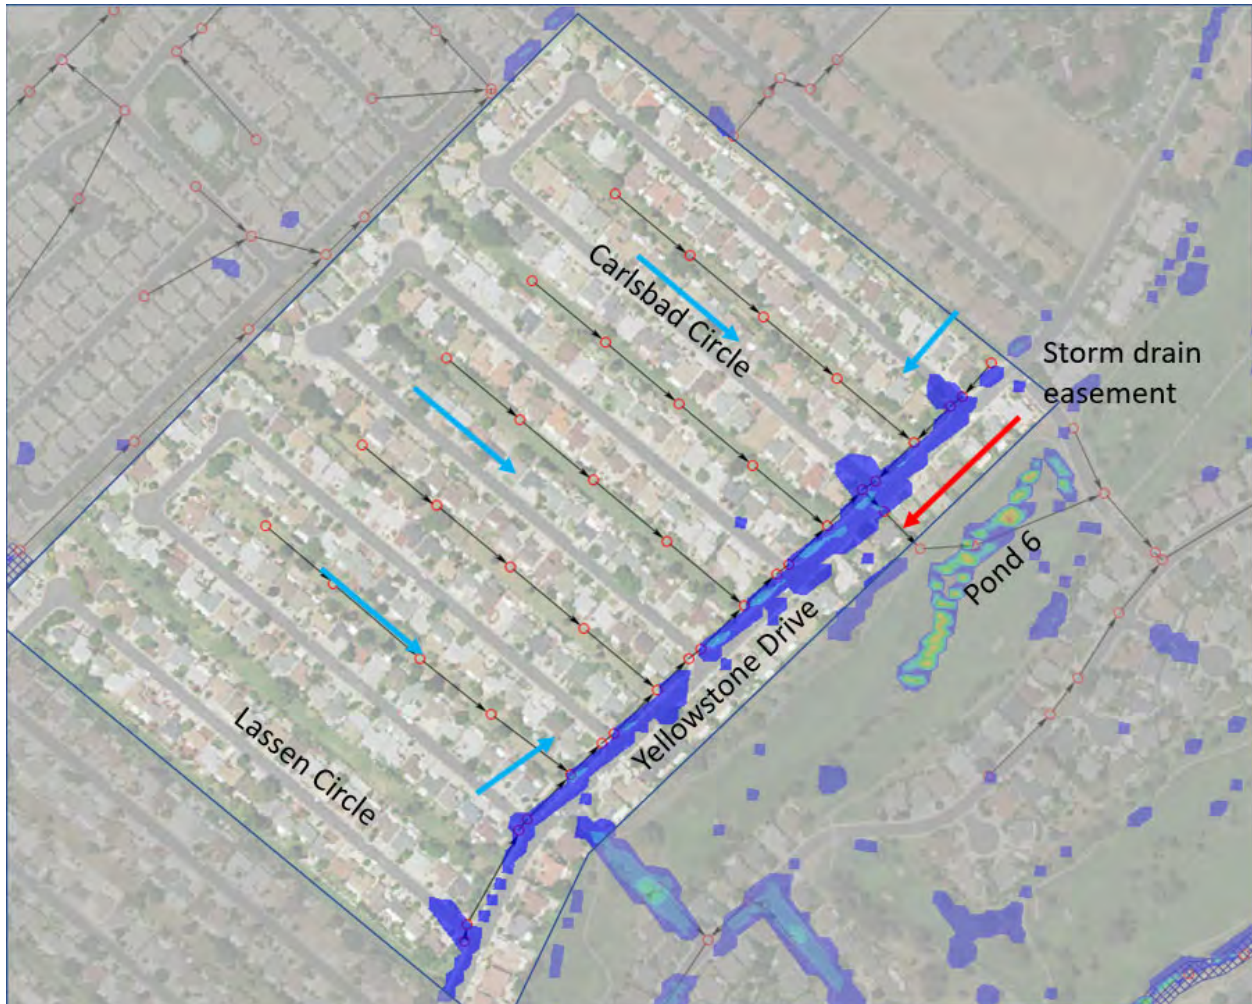 Carlsbad Circle
Storm drain
easement
Pond 6
Yellowstone Drive
Lassen Circle